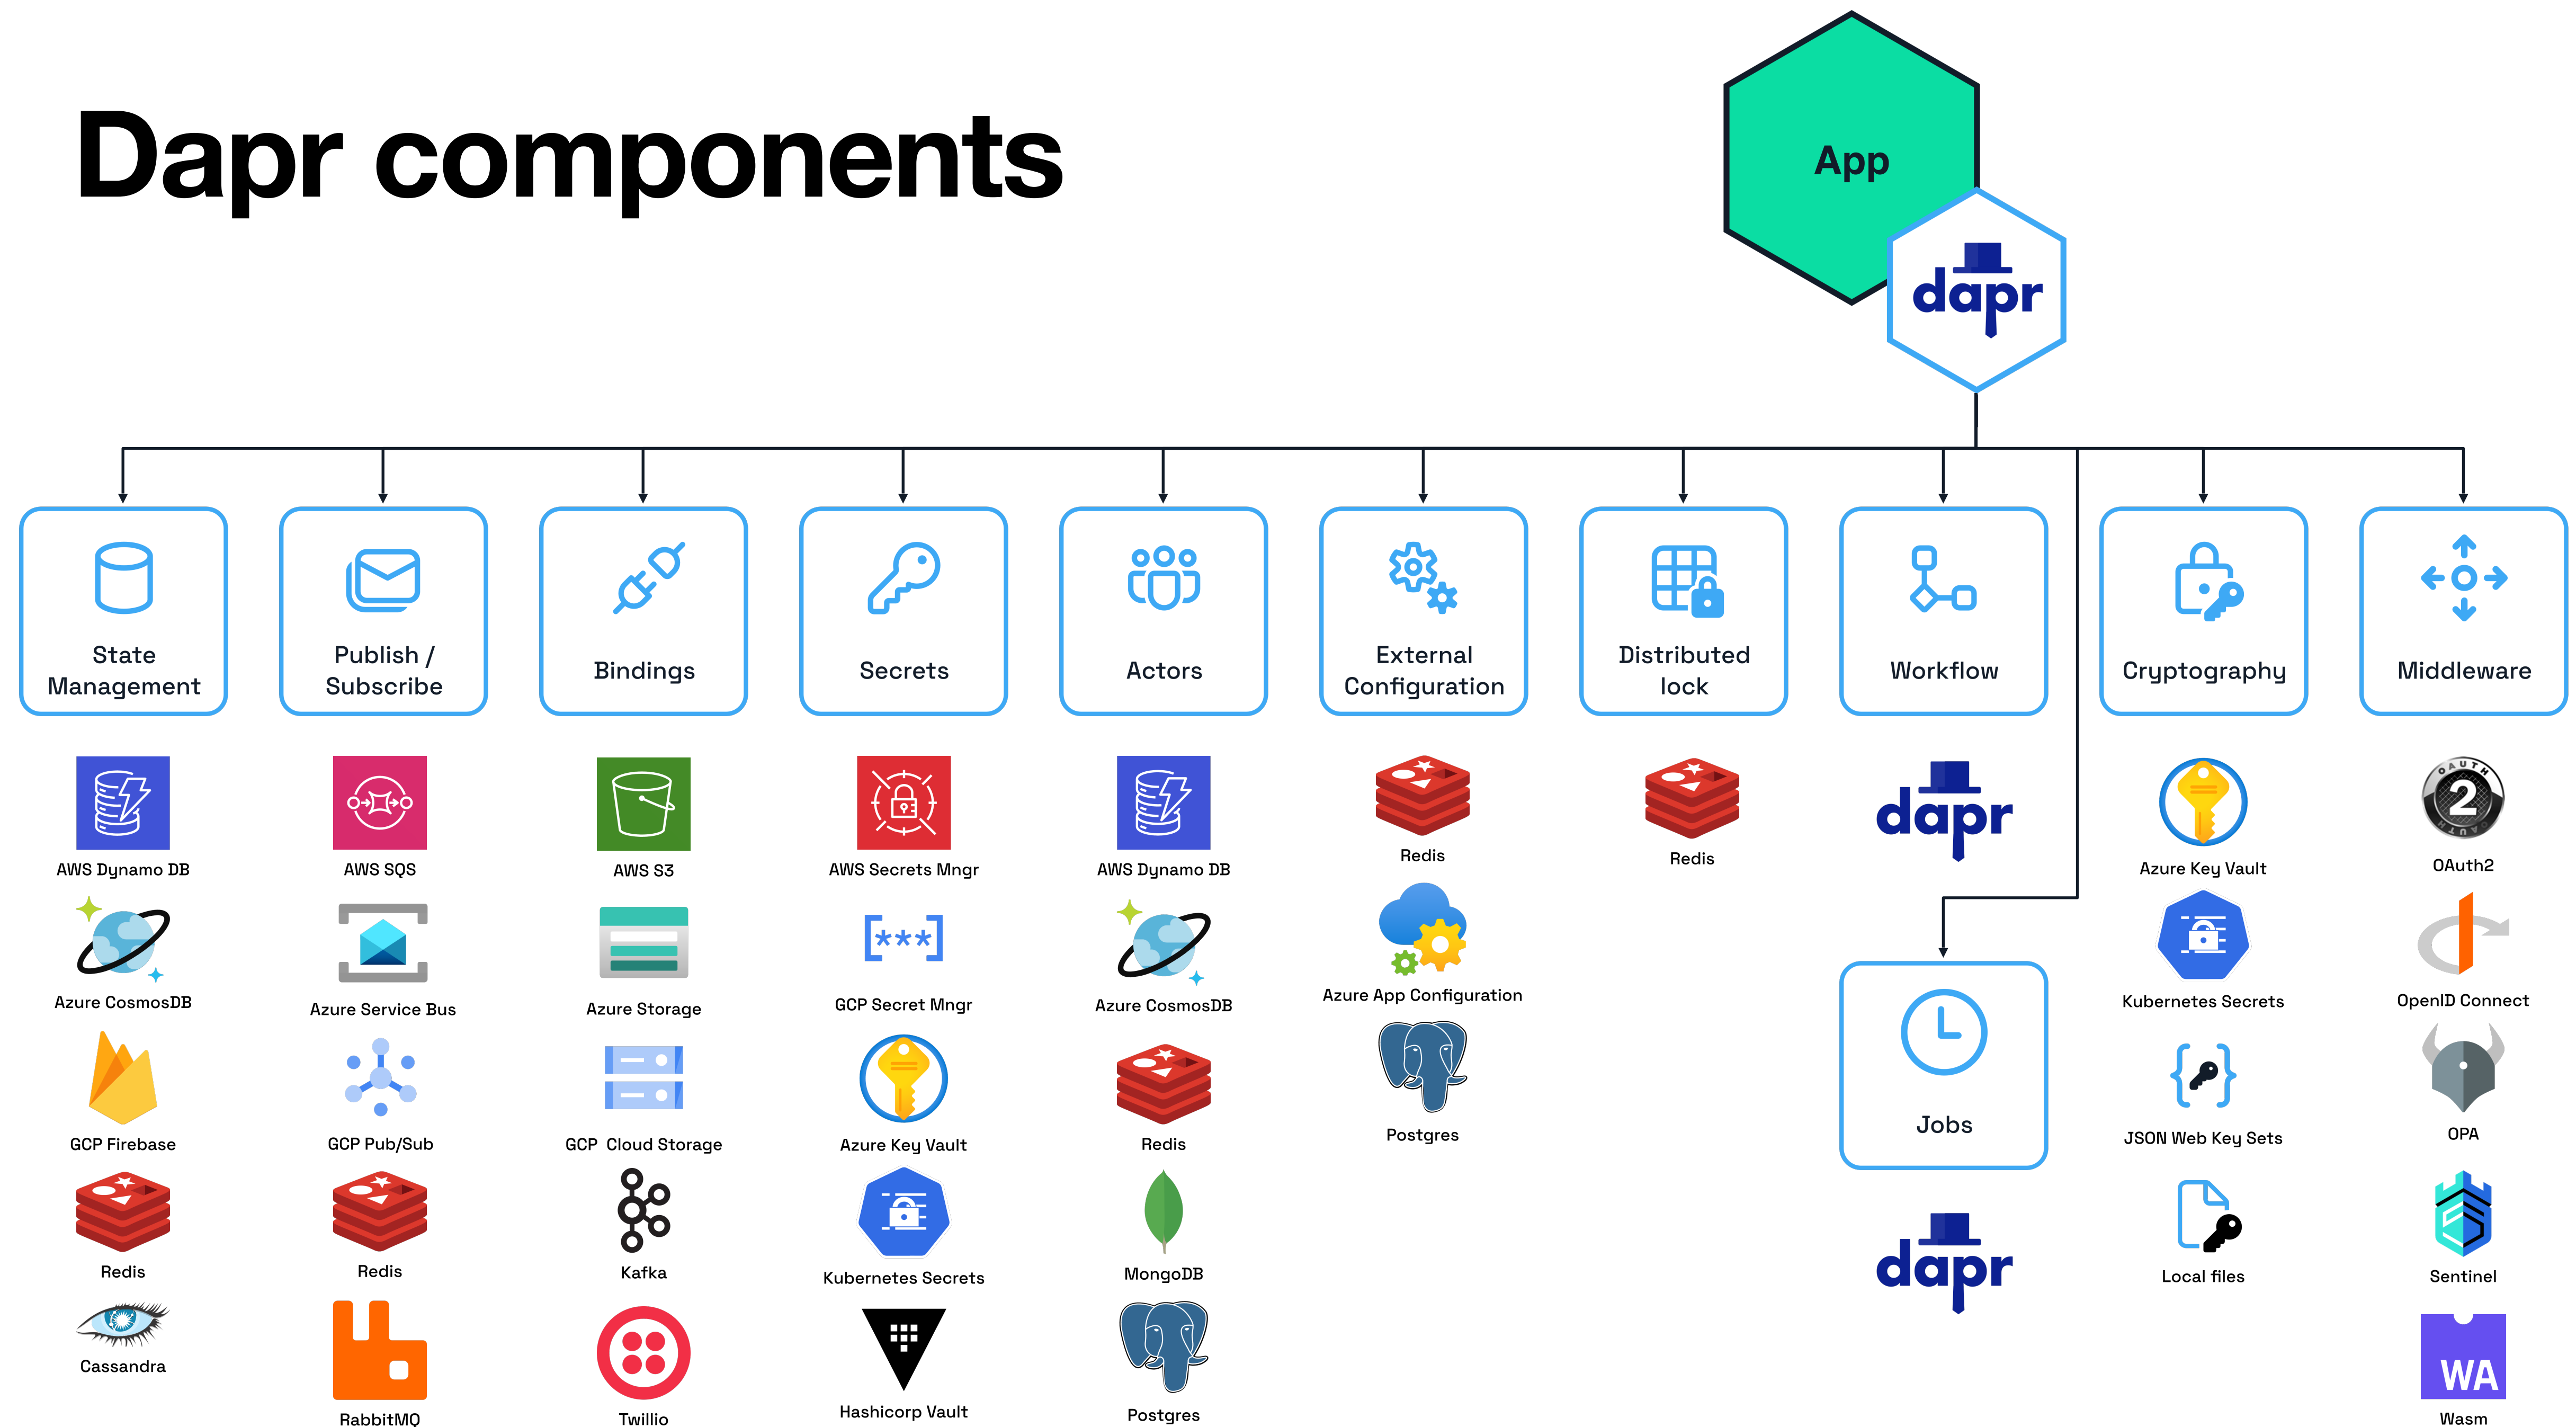 Dapr components
App
dapr
State
Management
Publish /
Subscribe
Bindings
Secrets
Actors
External
Configuration
Distributed
lock
Workflow
Cryptography
Middleware
AWS Dynamo DB
Azure CosmosDB
GCP Firebase
Redis
Cassandra
AWS SQS
Azure Service Bus
GCP Pub/Sub
Redis
RabbitMQ
AWS S3
Azure Storage
GCP  Cloud Storage
Kafka
Twillio
AWS Secrets Mngr
[***]
GCP Secret Mngr
Azure Key Vault
Kubernetes Secrets
Hashicorp Vault
AWS Dynamo DB
Azure CosmosDB
Redis
MongoDB
Postgres
Redis
Azure App Configuration
Postgres
Redis
dapr
Jobs
dapr
Azure Key Vault
Kubernetes Secrets
JSON Web Key Sets
Local files
OAUTH
2
OAUTH
OAuth2
OpenID Connect
OPA
Sentinel
WA
Wasm